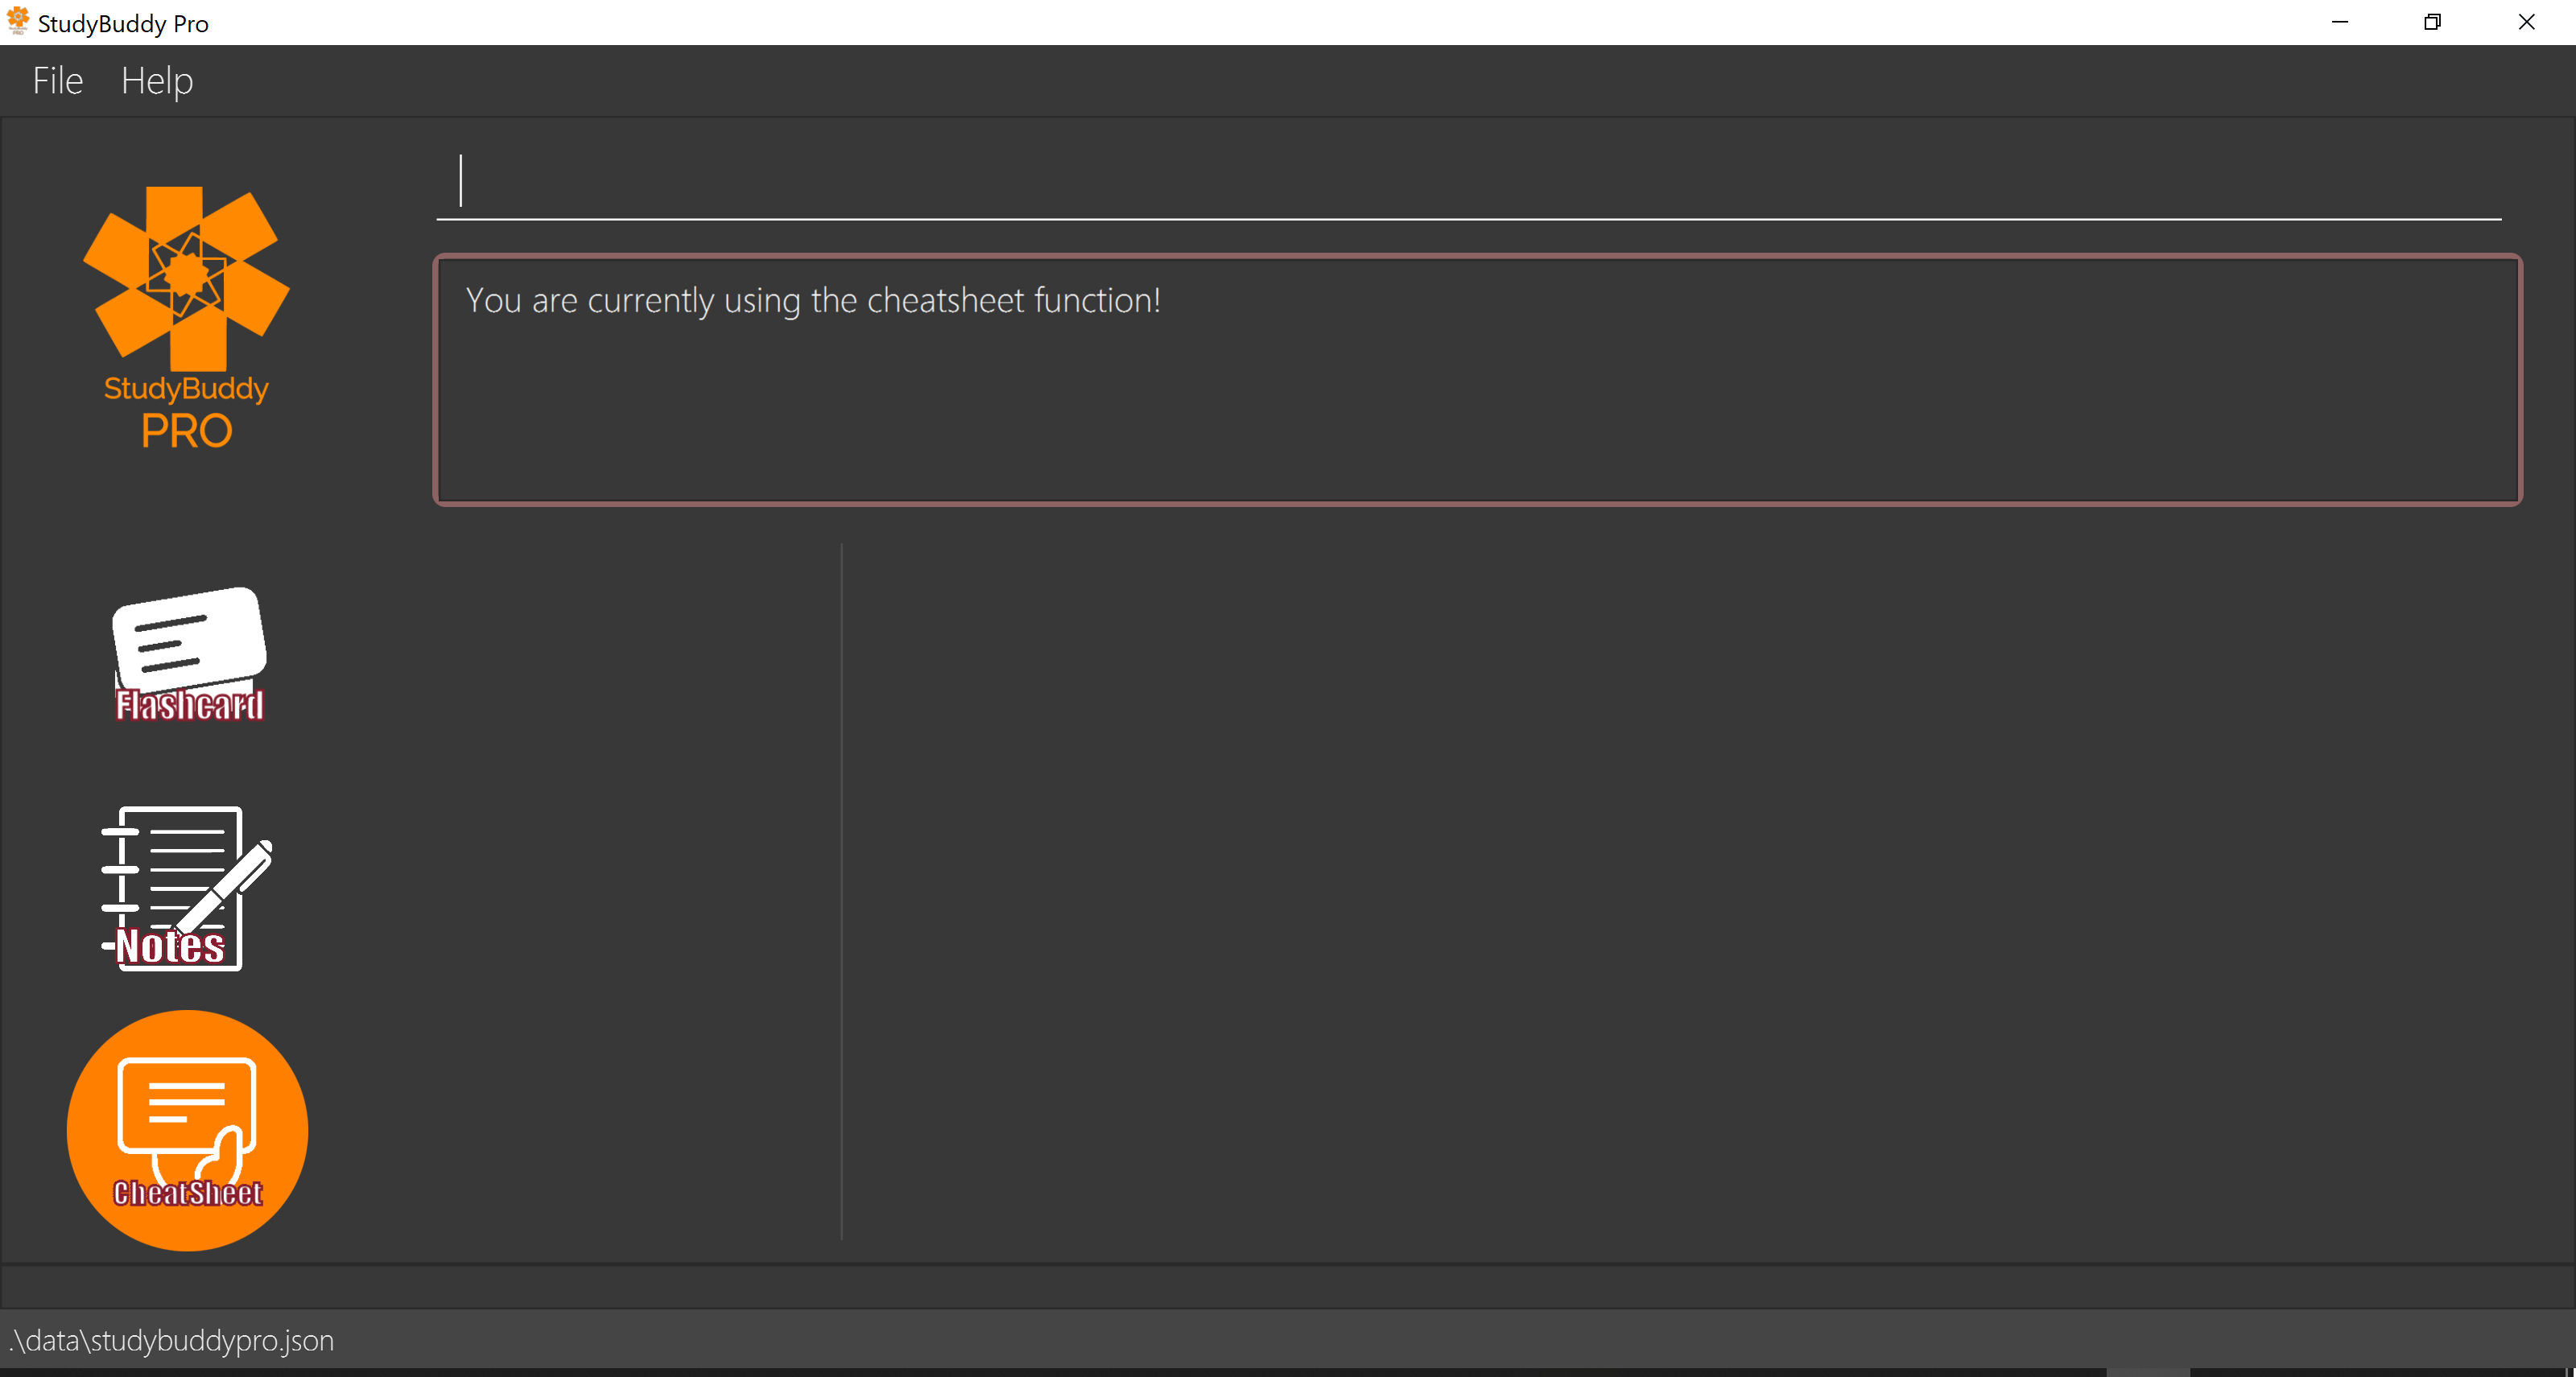 StudyBuddy Pro
File Help
StudyBuddy
PRO
You are currently using the cheatsheet function!
Flashcard
Notes
CheatSheet
.\data\studybuddypro.json